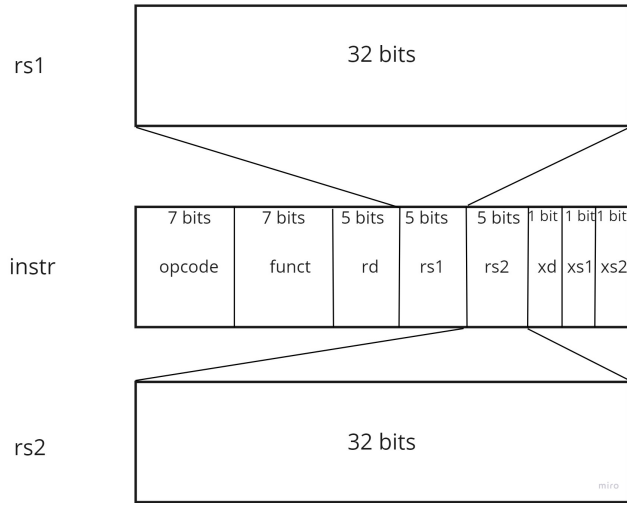 rs1
32 bits
7 bits 7 bits 5 bits 5 bits 5 bits 1 bit 1 bit 1 bit
instr opcode funct rd rs1 rs2 xd xs1 xs2
rs2
32 bits
miro